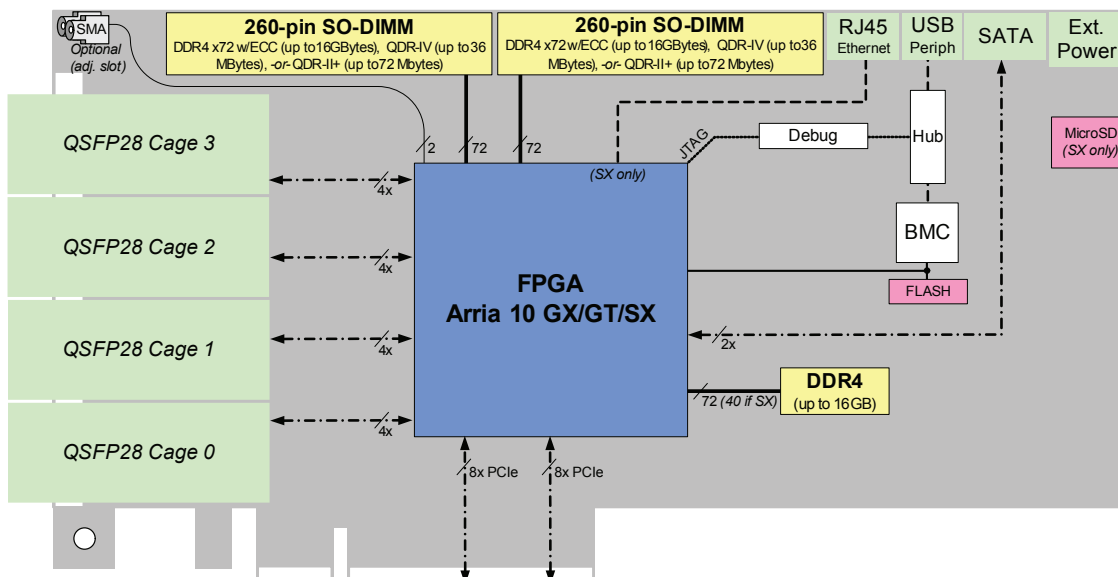 SMA
Optional
(adj. slot)
260-pin SO-DIMM
DDR4 x72 w/ECC (up to16GBytes), QDR-IV (up to 36
MBytes), -or- QDR-II+ (up to72 Mbytes)
260-pin SO-DIMM
DDR4 x72 w/ECC (up to16GBytes), QDR-IV (up to36
MBytes), -or- QDR-II+ (up to72 Mbytes)
RJ45
Ethernet
USB
Periph
SATA
Ext.
Power
QSFP28 Cage 3
QSFP28 Cage 2
QSFP28 Cage 1
QSFP28 Cage 0
4x
4x
4x
4x
2
72
72
(SX only)
JTAG
Debug
Hub
MicroSD
(SX only)
BMC
FLASH
FPGA
Arria 10 GX/GT/SX
2x
72 (40 if SX)
DDR4
(up to 16GB)
8x PCIe
8x PCIe